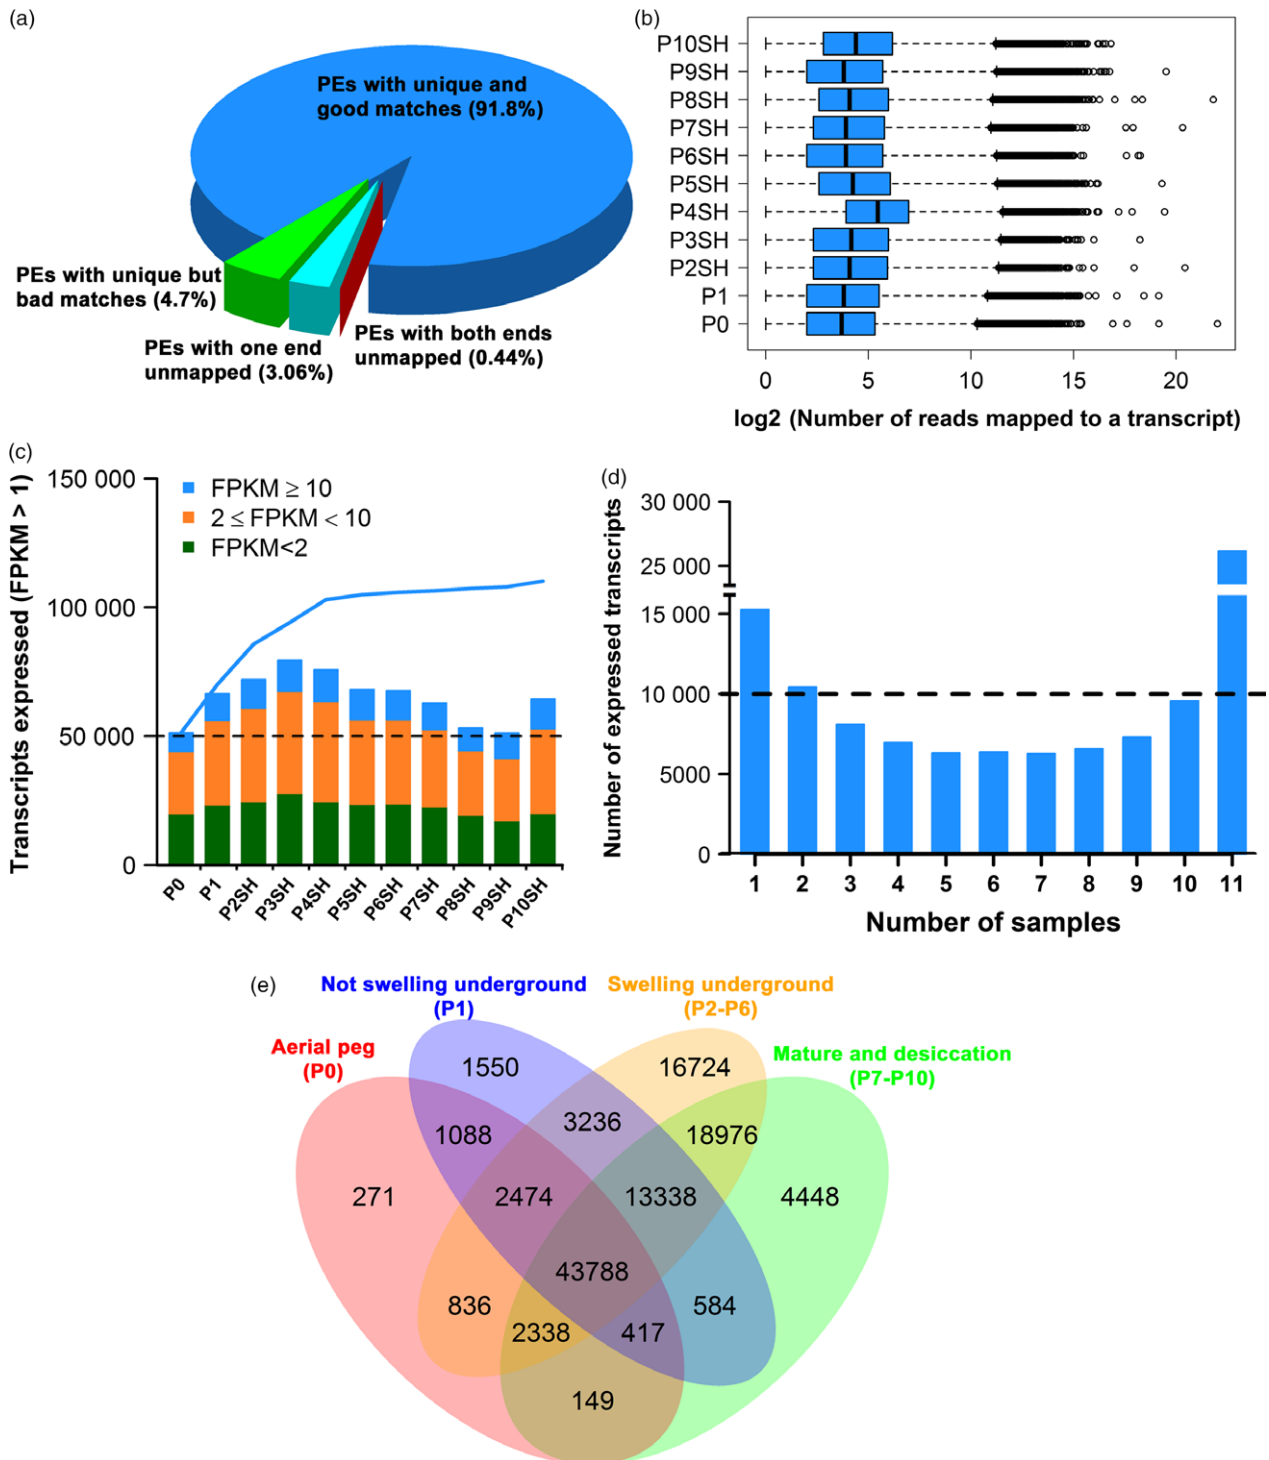 (a)
PEs with unique and
good matches (91.8%)
PEs with unique but
bad matches (4.7%)
PEs with one end
unmapped (3.06%)
PEs with both ends
unmapped (0.44%)
(b)
P10SH
P9SH
P8SH
P7SH
P6SH
P5SH
P4SH
P3SH
P2SH
P1
P0
0 5 10 15 20
log2 (Number of reads mapped to a transcript)
(c)
Transcripts expressed (FPKM > 1)
150 000
100 000
50 000
0
FPKM ≥ 10
2 ≤ FPKM < 10
FPKM<2
P0 P1 P2SH P3SH P4SH P5SH P6SH P7SH P8SH P9SH P10SH
(d)
Number of expressed transcripts
30 000
25 000
15 000
10 000
5000
0
1 2 3 4 5 6 7 8 9 10 11
Number of samples
(e)
Not swelling underground
(P1)
Swelling underground
(P2-P6)
Aerial peg
(P0)
Mature and desiccation
(P7-P10)
1550
16724
1088
3236
18976
271
2474
13338
4448
43788
836
584
2338
417
149